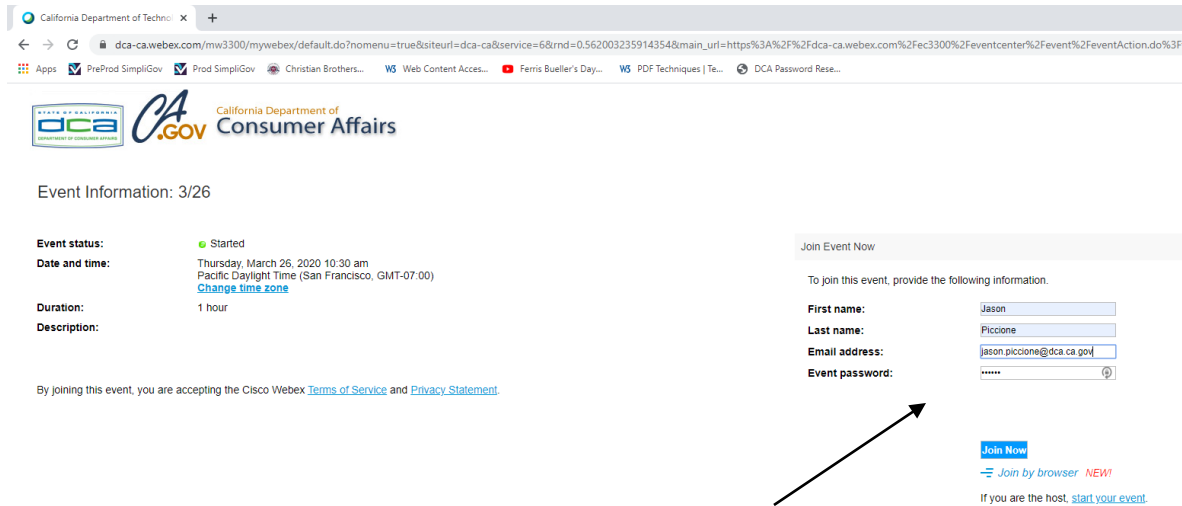 California Department of Technol
dca-ca.webex.com/mw3300/mywebex/default.do?nomenu=true&siteurl=dca-ca&service=6&rnd=0.562003235914354&main_url=https%3A%2F%2Fdca-ca.webex.com%2Fec3300%2Feventcenter%2Fevent%2FeventAction.do%3F
Apps PreProd SimpliGov Prod SimpliGov Christian Brothers... W3 Web Content Acces... Ferris Bueller's Day... W3 PDF Techniques | Te... DCA Password Rese...
STATE OF CALIFORNIA
dca
DEPARTMENT OF CONSUMER AFFAIRS
CA.GOV
California Department of
Consumer Affairs
Event Information: 3/26
Event status: Started
Date and time: Thursday, March 26, 2020 10:30 am
Pacific Daylight Time (San Francisco, GMT-07:00)
Change time zone
Duration: 1 hour
Description:
By joining this event, you are accepting the Cisco Webex Terms of Service and Privacy Statement.
Join Event Now
To join this event, provide the following information.
First name: Jason
Last name: Piccione
Email address: jason.piccione@dca.ca.gov
Event password: ••••••
Join Now
Join by browser NEW!
If you are the host, start your event.